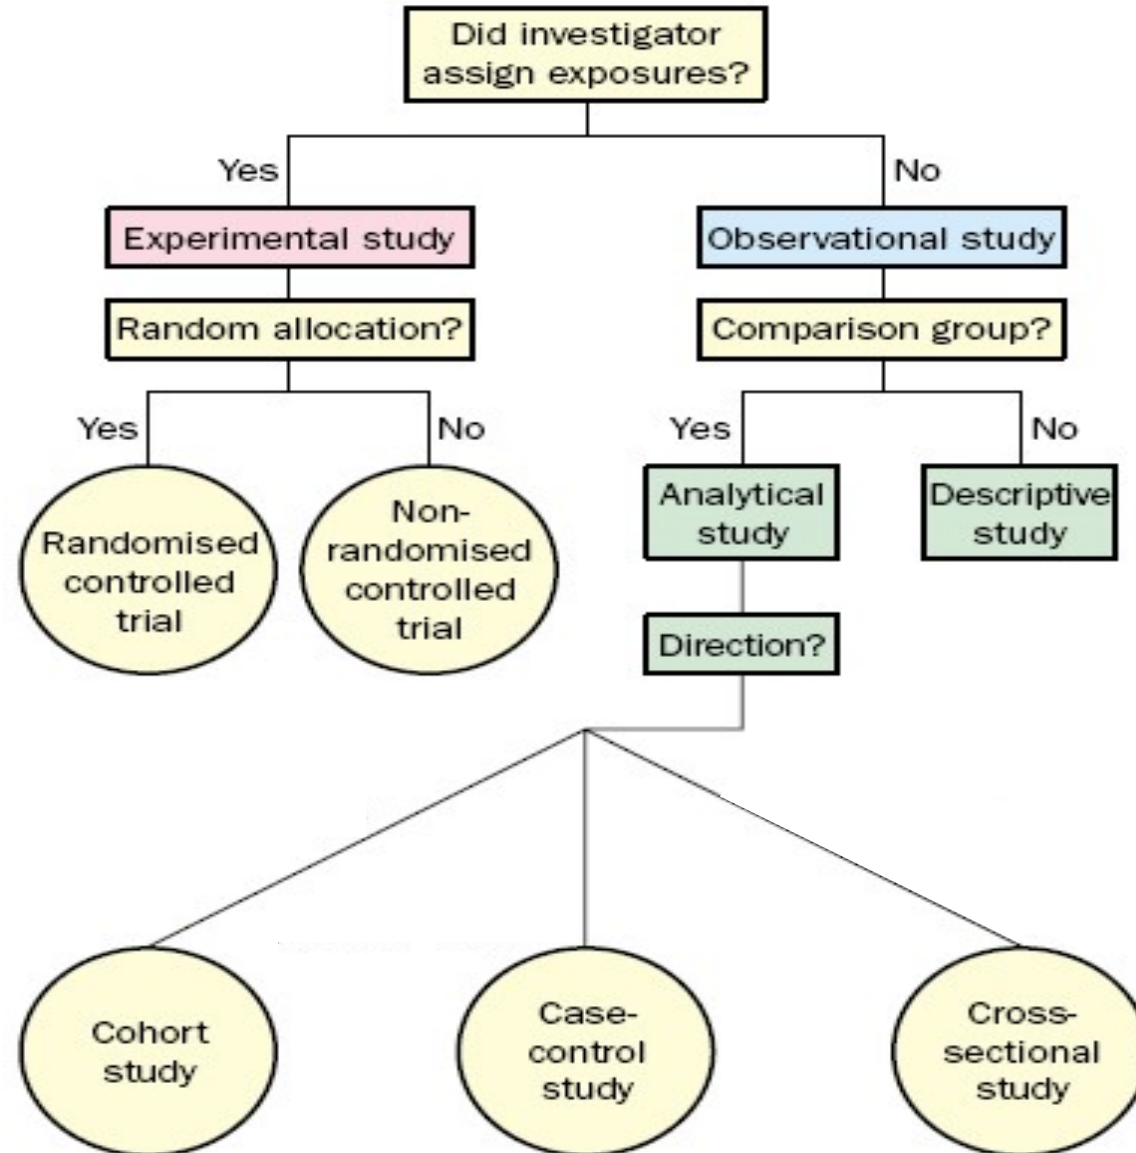 Did investigator
assign exposures?
Yes
No
Experimental study
Observational study
Random allocation?
Comparison group?
Yes
No
Yes
No
Randomised
controlled
trial
Non-
randomised
controlled
trial
Analytical
study
Descriptive
study
Direction?
Cohort
study
Case-
control
study
Cross-
sectional
study